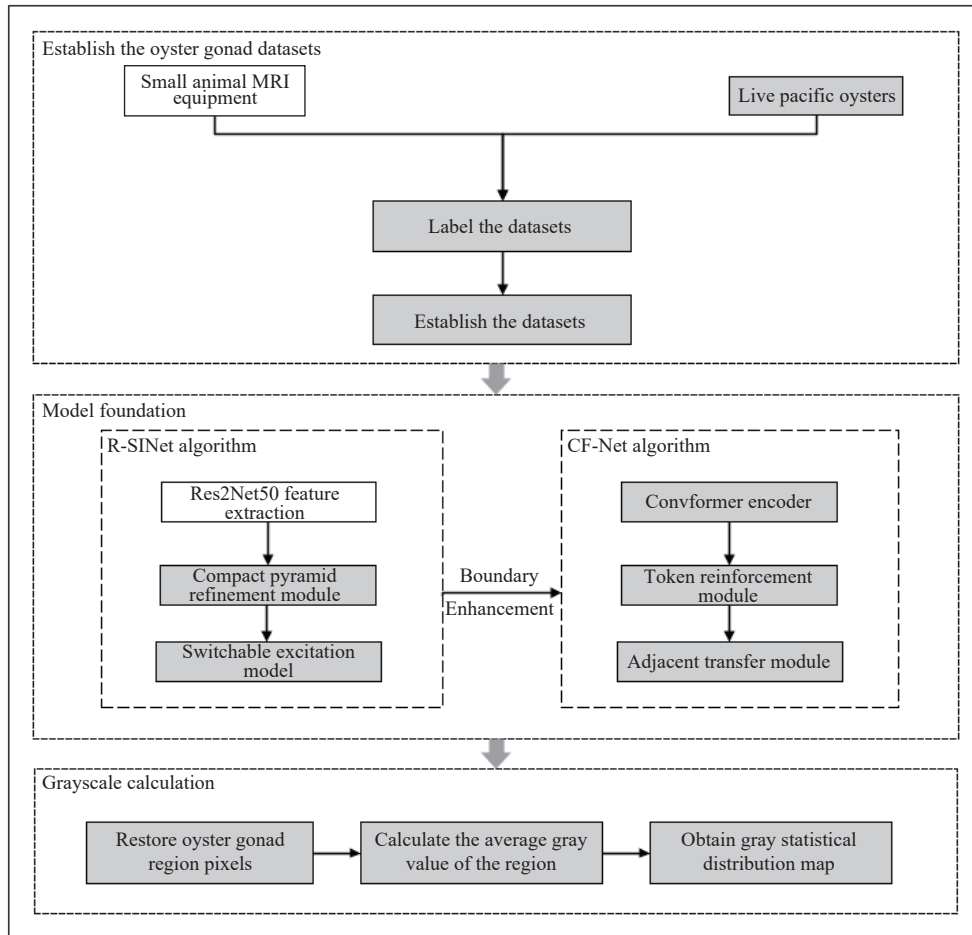 Establish the oyster gonad datasets
Small animal MRI
equipment
Live pacific oysters
Label the datasets
Establish the datasets
Model foundation
R-SINet algorithm
Res2Net50 feature
extraction
Compact pyramid
refinement module
Switchable excitation
model
Boundary
Enhancement
CF-Net algorithm
Convformer encoder
Token reinforcement
module
Adjacent transfer module
Grayscale calculation
Restore oyster gonad
region pixels
Calculate the average gray
value of the region
Obtain gray statistical
distribution map